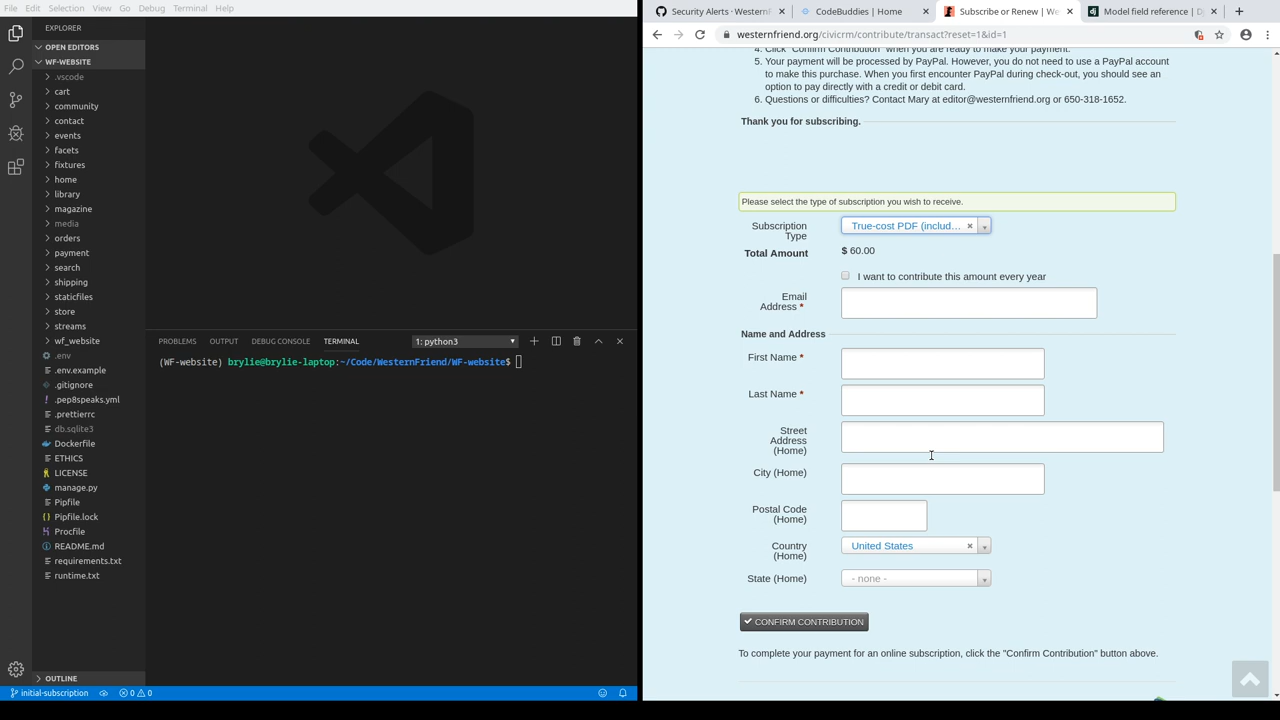 File Edit Selection View Go Debug Terminal Help
EXPLORER
OPEN EDITORS
WF-WEBSITE
.vscode
cart
community
contact
events
facets
fixtures
home
library
magazine
media
orders
payment
search
shipping
staticfiles
store
streams
wf_website
.env
.env.example
.gitignore
.pep8speaks.yml
.prettierrc
db.sqlite3
Dockerfile
ETHICS
LICENSE
manage.py
Pipfile
Pipfile.lock
Procfile
README.md
requirements.txt
runtime.txt
OUTLINE
PROBLEMS OUTPUT DEBUG CONSOLE TERMINAL 1: python3
(WF-website) brylie@brylie-laptop:~/Code/WesternFriend/WF-website$
initial-subscription 0 0
Security Alerts · Western CodeBuddies | Home Subscribe or Renew | We Model field reference | D
westernfriend.org/civicrm/contribute/transact?reset=1&id=1
4. Click "Confirm Contribution" when you are ready to make your payment.
5. Your payment will be processed by PayPal. However, you do not need to use a PayPal account
to make this purchase. When you first encounter PayPal during check-out, you should see an
option to pay directly with a credit or debit card.
6. Questions or difficulties? Contact Mary at editor@westernfriend.org or 650-318-1652.
Thank you for subscribing.
Please select the type of subscription you wish to receive.
Subscription
Type
True-cost PDF (includ...
Total Amount $ 60.00
I want to contribute this amount every year
Email
Address *
Name and Address
First Name *
Last Name *
Street
Address
(Home)
City (Home)
Postal Code
(Home)
Country
(Home)
United States
State (Home) - none -
CONFIRM CONTRIBUTION
To complete your payment for an online subscription, click the "Confirm Contribution" button above.